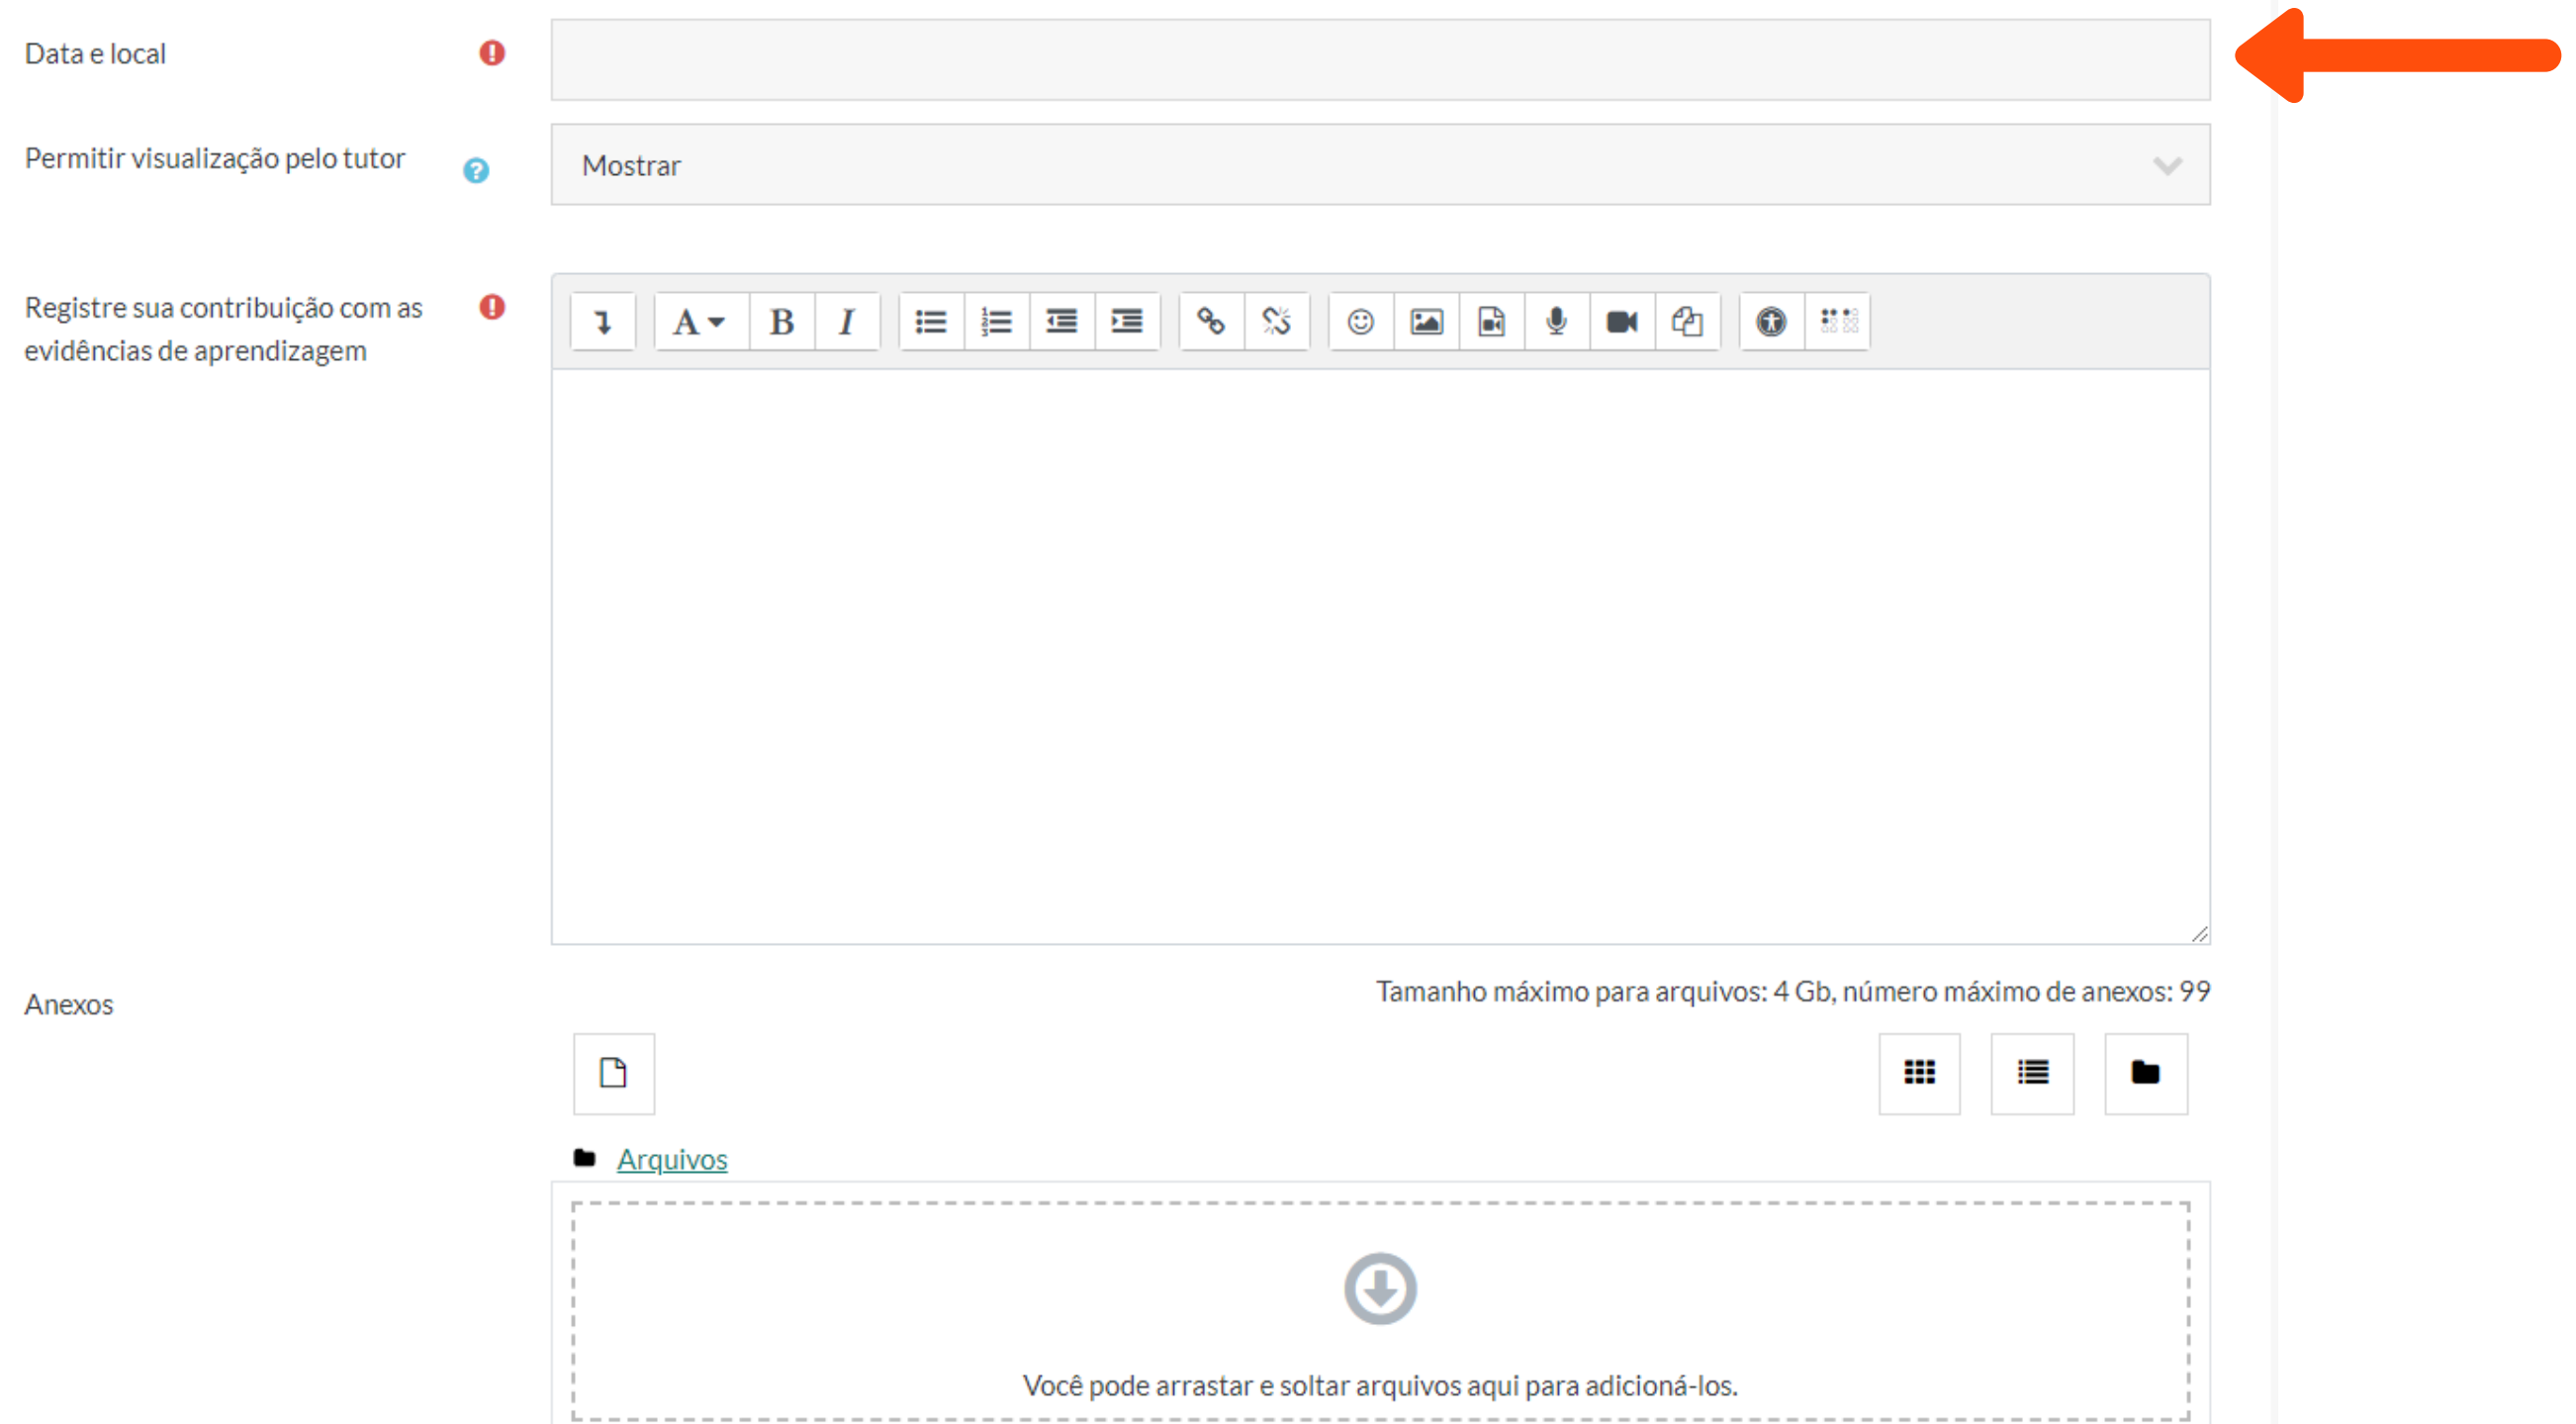 Data e local
Permitir visualização pelo tutor
Mostrar
Registre sua contribuição com as
evidências de aprendizagem
A
B
I
Anexos
Tamanho máximo para arquivos: 4 Gb, número máximo de anexos: 99
Arquivos
Você pode arrastar e soltar arquivos aqui para adicioná-los.